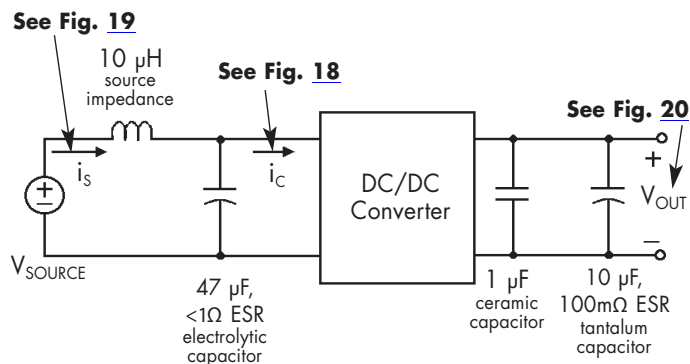 See Fig. 19
10 µH
source
impedance
See Fig. 18
See Fig. 20
iS
iC
DC/DC
Converter
+
VOUT
–
+
–
VSOURCE
47 µF,
<1Ω ESR
electrolytic
capacitor
1 µF
ceramic
capacitor
10 µF,
100mΩ ESR
tantalum
capacitor